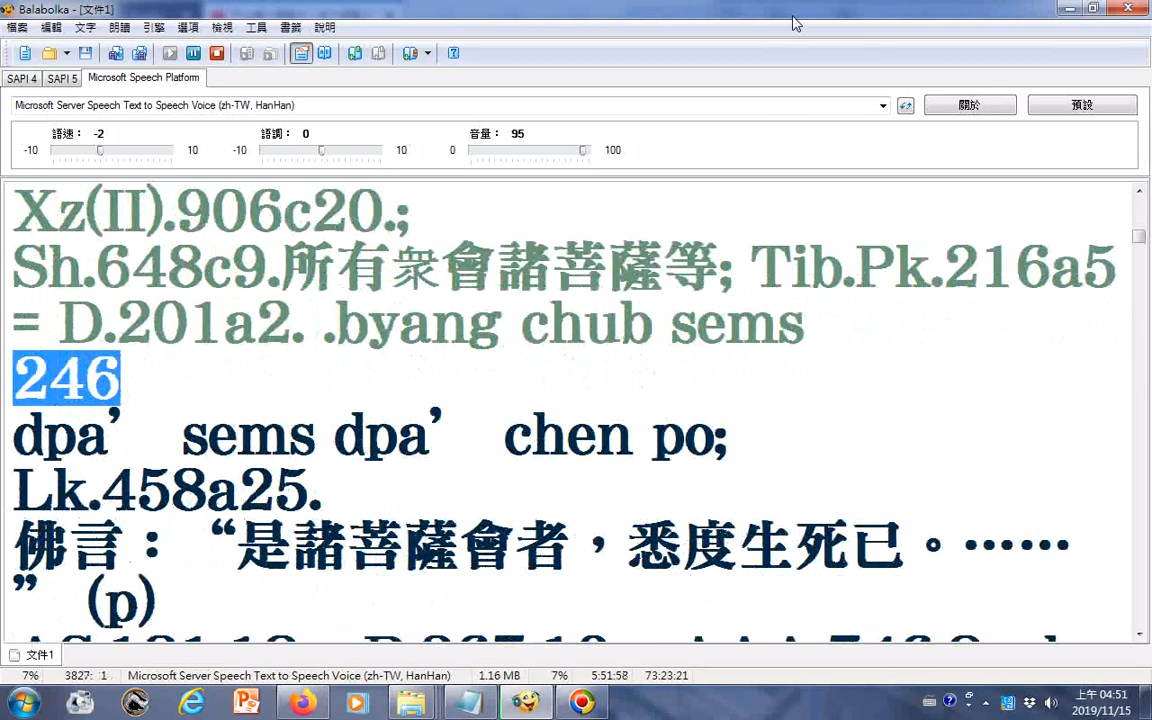 Balabolka - [文件1]
檔案 編輯 文字 朗讀 引擎 選項 檢視 工具 書籤 說明
SAPI 4 SAPI 5 Microsoft Speech Platform
Microsoft Server Speech Text to Speech Voice (zh-TW, HanHan) 關於 預設
語速： -2 語調： 0 音量： 95
-10 10 -10 10 0 100
Xz(II).906c20.;
Sh.648c9.所有衆會諸菩薩等; Tib.Pk.216a5
= D.201a2. .byang chub sems
246
dpa’ sems dpa’ chen po;
Lk.458a25.
佛言：“是諸菩薩會者，悉度生死已。……
” (p)
文件1
7% 3827: 1 Microsoft Server Speech Text to Speech Voice (zh-TW, HanHan) 1.16 MB 7% 5:51:58 73:23:21
上午 04:51
2019/11/15